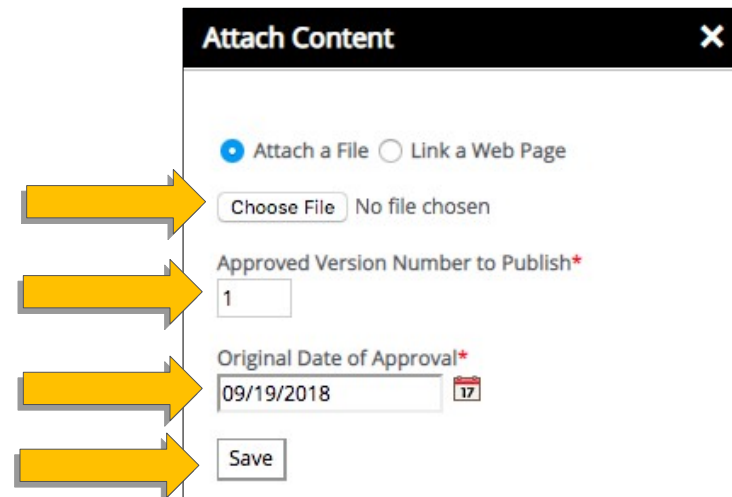 Attach Content ×
Attach a File Link a Web Page
Choose File No file chosen
Approved Version Number to Publish*
1
Original Date of Approval*
09/19/2018 17
Save